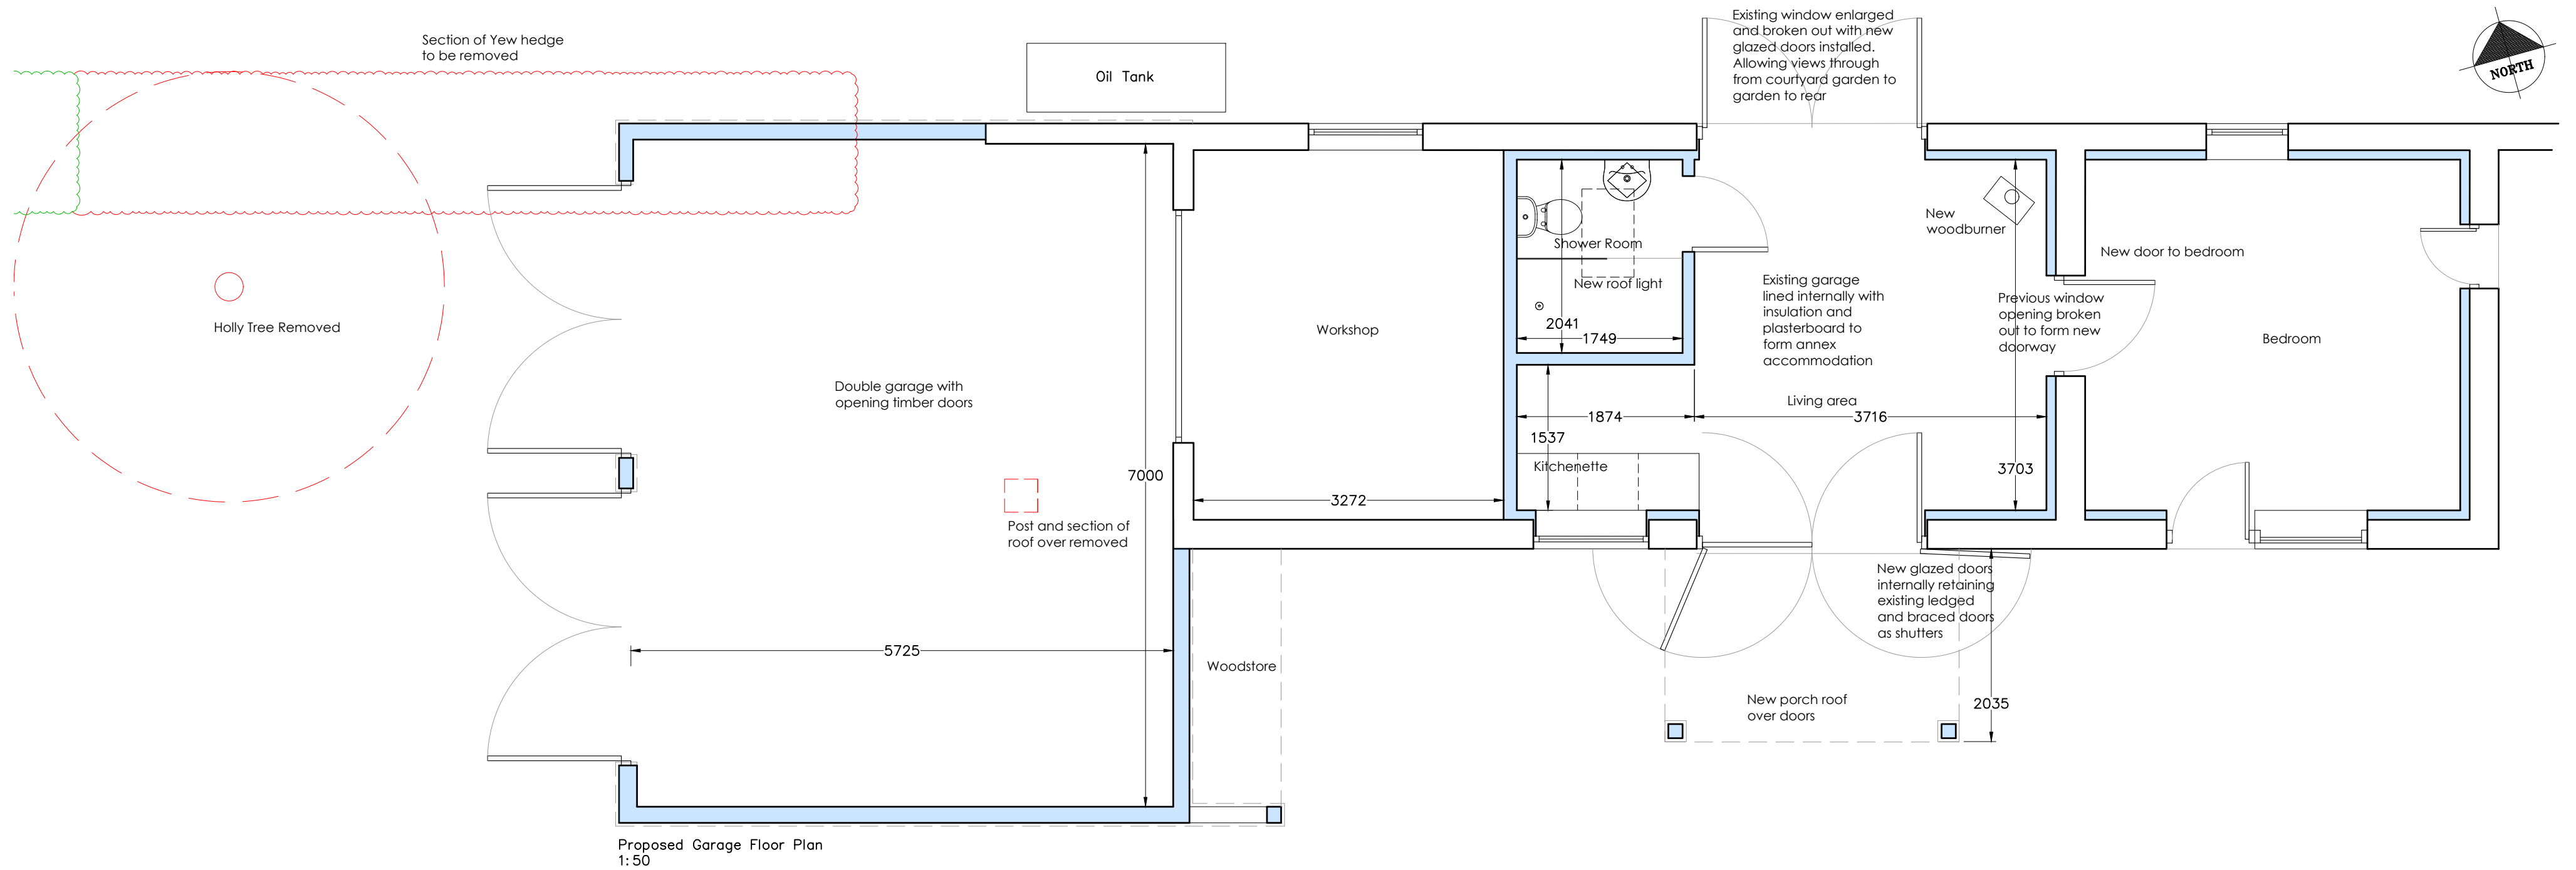 Section of Yew hedge
to be removed
Oil Tank
Existing window enlarged
and broken out with new
glazed doors installed.
Allowing views through
from courtyard garden to
garden to rear
NORTH
Holly Tree Removed
Double garage with
opening timber doors
7000
Post and section of
roof over removed
5725
Workshop
3272
Shower Room
New roof light
2041
1749
1874
1537
Kitchenette
Existing garage
lined internally with
insulation and
plasterboard to
form annex
accommodation
Living area
3716
New
woodburner
3703
New door to bedroom
Previous window
opening broken
out to form new
doorway
Bedroom
New glazed doors
internally retaining
existing ledged
and braced doors
as shutters
Woodstore
New porch roof
over doors
2035
Proposed Garage Floor Plan
1:50